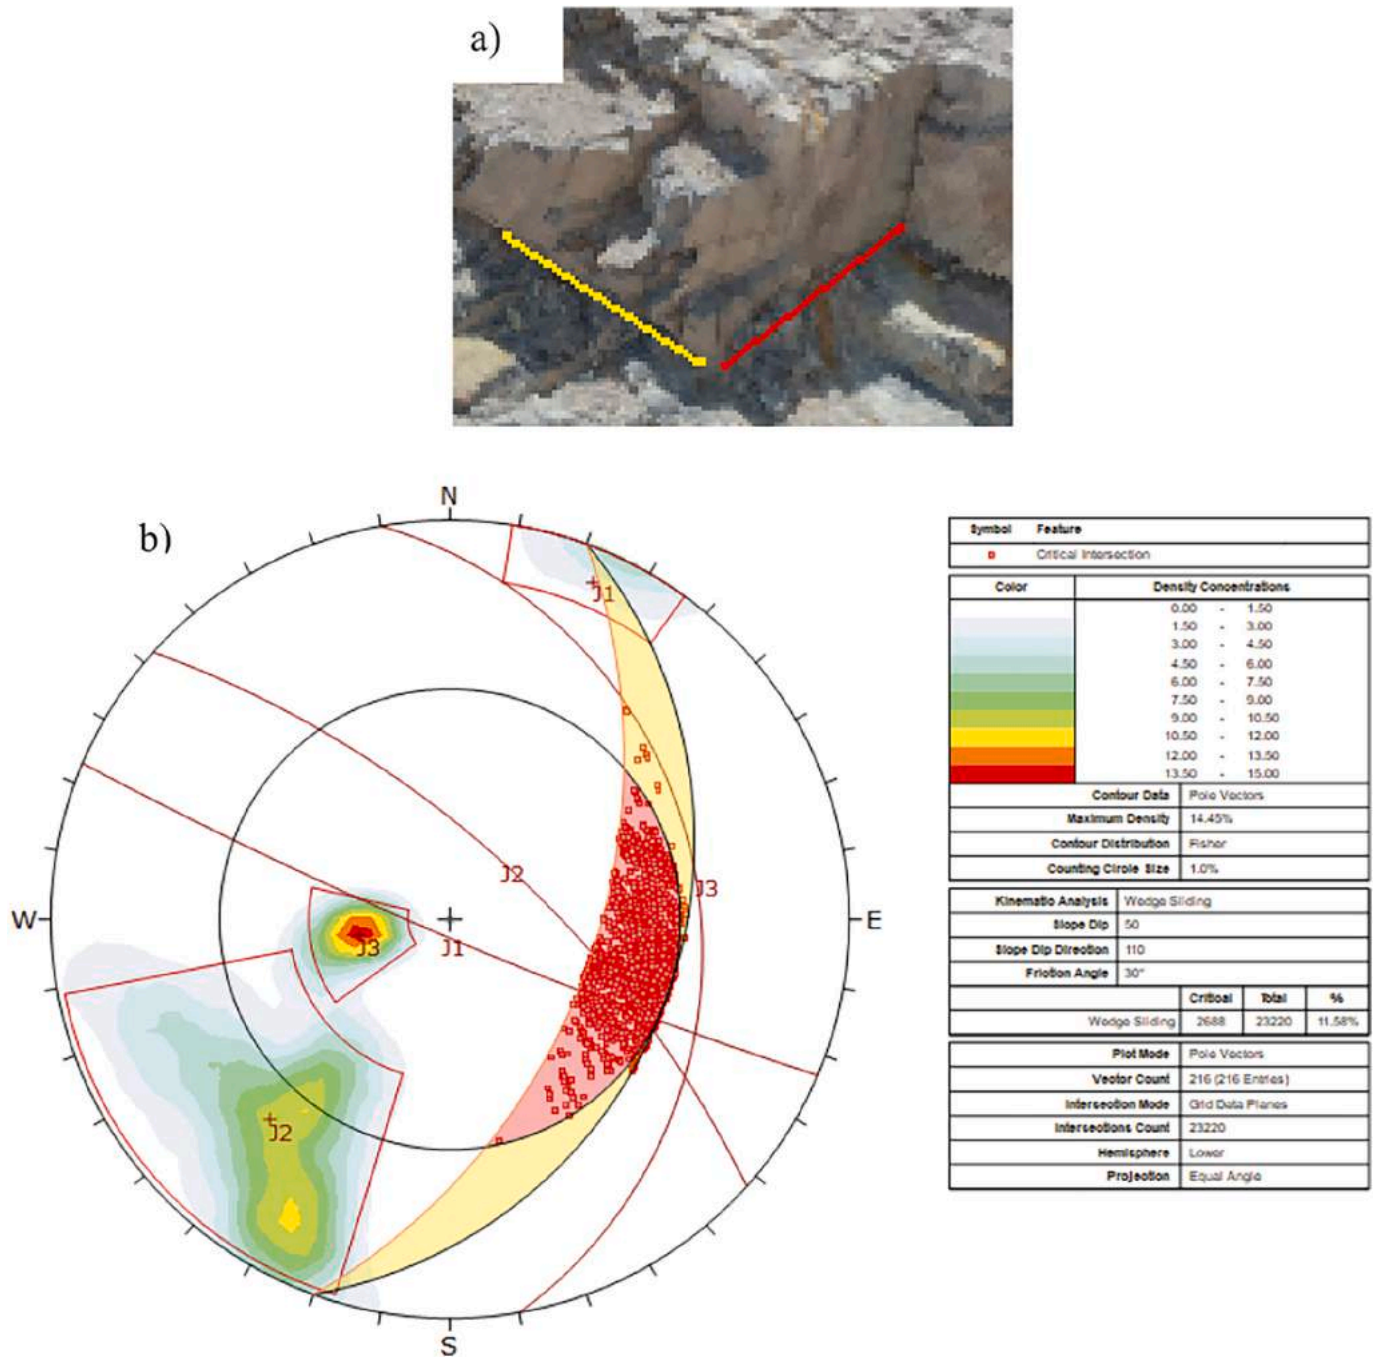 a)
b)
N
J1
J2
J3
W
E
J3
J1
J2
S
Symbol Feature
Critical Intersection
Color Density Concentrations
0.00 - 1.50
1.50 - 3.00
3.00 - 4.50
4.50 - 6.00
6.00 - 7.50
7.50 - 9.00
9.00 - 10.50
10.50 - 12.00
12.00 - 13.50
13.50 - 15.00
Contour Data Pole Vectors
Maximum Density 14.45%
Contour Distribution Fisher
Counting Circle Size 1.0%
Kinematic Analysis Wedge Sliding
Slope Dip 50
Slope Dip Direction 110
Friction Angle 30°
Critical Total %
Wedge Sliding 2688 23220 11.58%
Plot Mode Pole Vectors
Vector Count 216 (216 Entries)
Intersection Mode Grid Data Planes
Intersections Count 23220
Hemisphere Lower
Projection Equal Angle